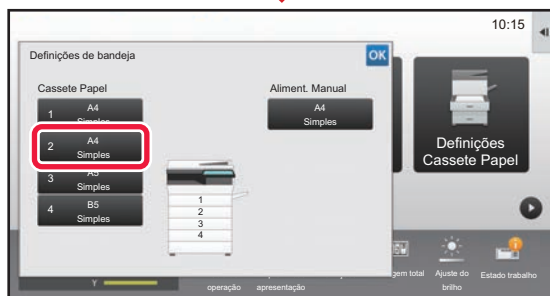 10:15
Definições de bandeja
OK
Cassete Papel
Aliment. Manual
1 A4
Simples
2 A4
Simples
3 A5
Simples
4 B5
Simples
A4
Simples
1
2
3
4
Definições
Cassete Papel
Y
operação
apresentação
gem total
Ajuste do
brilho
Estado trabalho